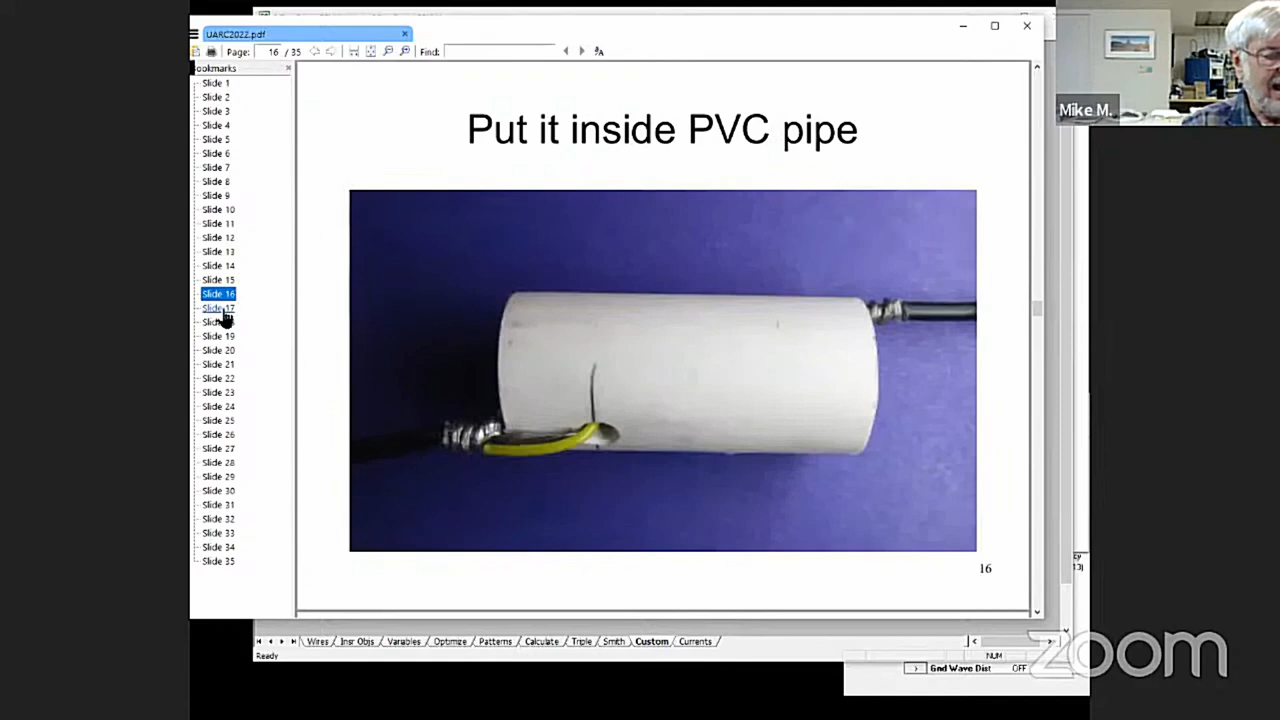 UARC2022.pdf
Page: 16 / 35 Find:
ookmarks
Slide 1
Slide 2
Slide 3
Slide 4
Slide 5
Slide 6
Slide 7
Slide 8
Slide 9
Slide 10
Slide 11
Slide 12
Slide 13
Slide 14
Slide 15
Slide 16
Slide 17
Slide
Slide 19
Slide 20
Slide 21
Slide 22
Slide 23
Slide 24
Slide 25
Slide 26
Slide 27
Slide 28
Slide 29
Slide 30
Slide 31
Slide 32
Slide 33
Slide 34
Slide 35
Put it inside PVC pipe
16
Mike M.
Wires Insr Objs Variables Optimize Patterns Calculate Triple Smith Custom Currents
Ready NUM
Gnd Wave Dist OFF
zoom